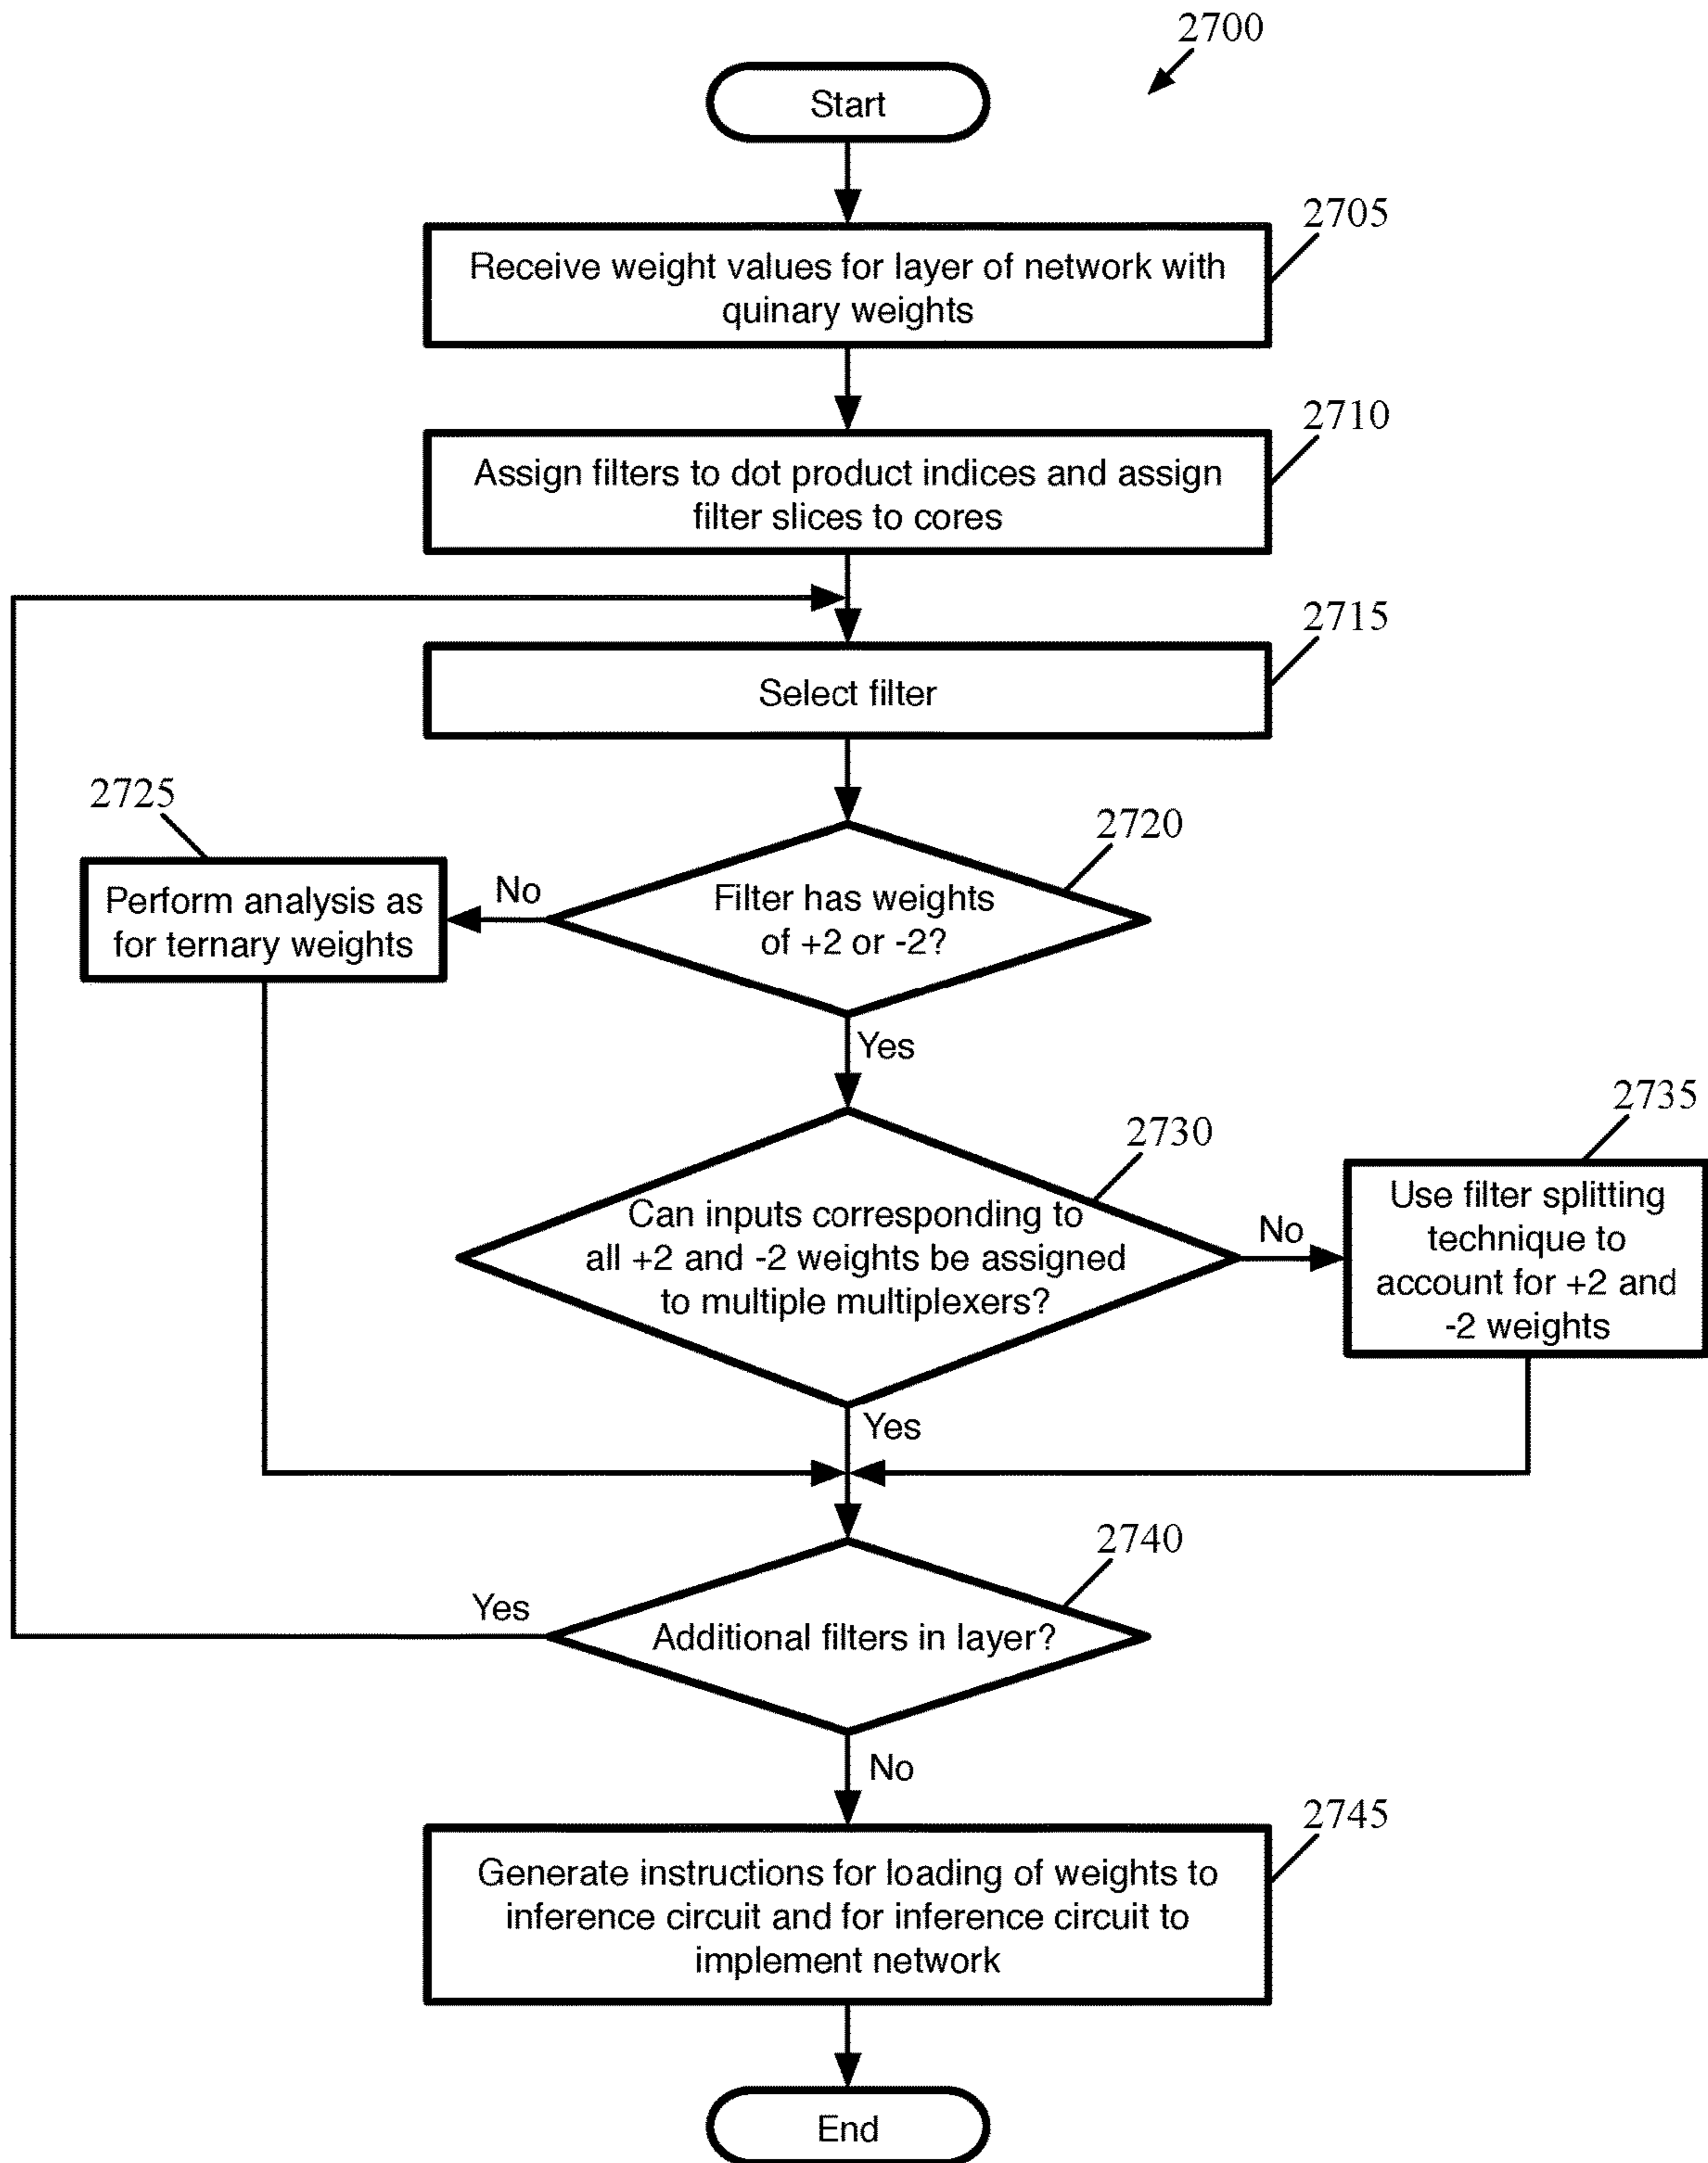 2700
Start
2705
Receive weight values for layer of network with
quinary weights
2710
Assign filters to dot product indices and assign
filter slices to cores
2715
Select filter
2725
Perform analysis as
for ternary weights
No
2720
Filter has weights
of +2 or -2?
Yes
2730
Can inputs corresponding to
all +2 and -2 weights be assigned
to multiple multiplexers?
No
2735
Use filter splitting
technique to
account for +2 and
-2 weights
Yes
2740
Additional filters in layer?
Yes
No
2745
Generate instructions for loading of weights to
inference circuit and for inference circuit to
implement network
End